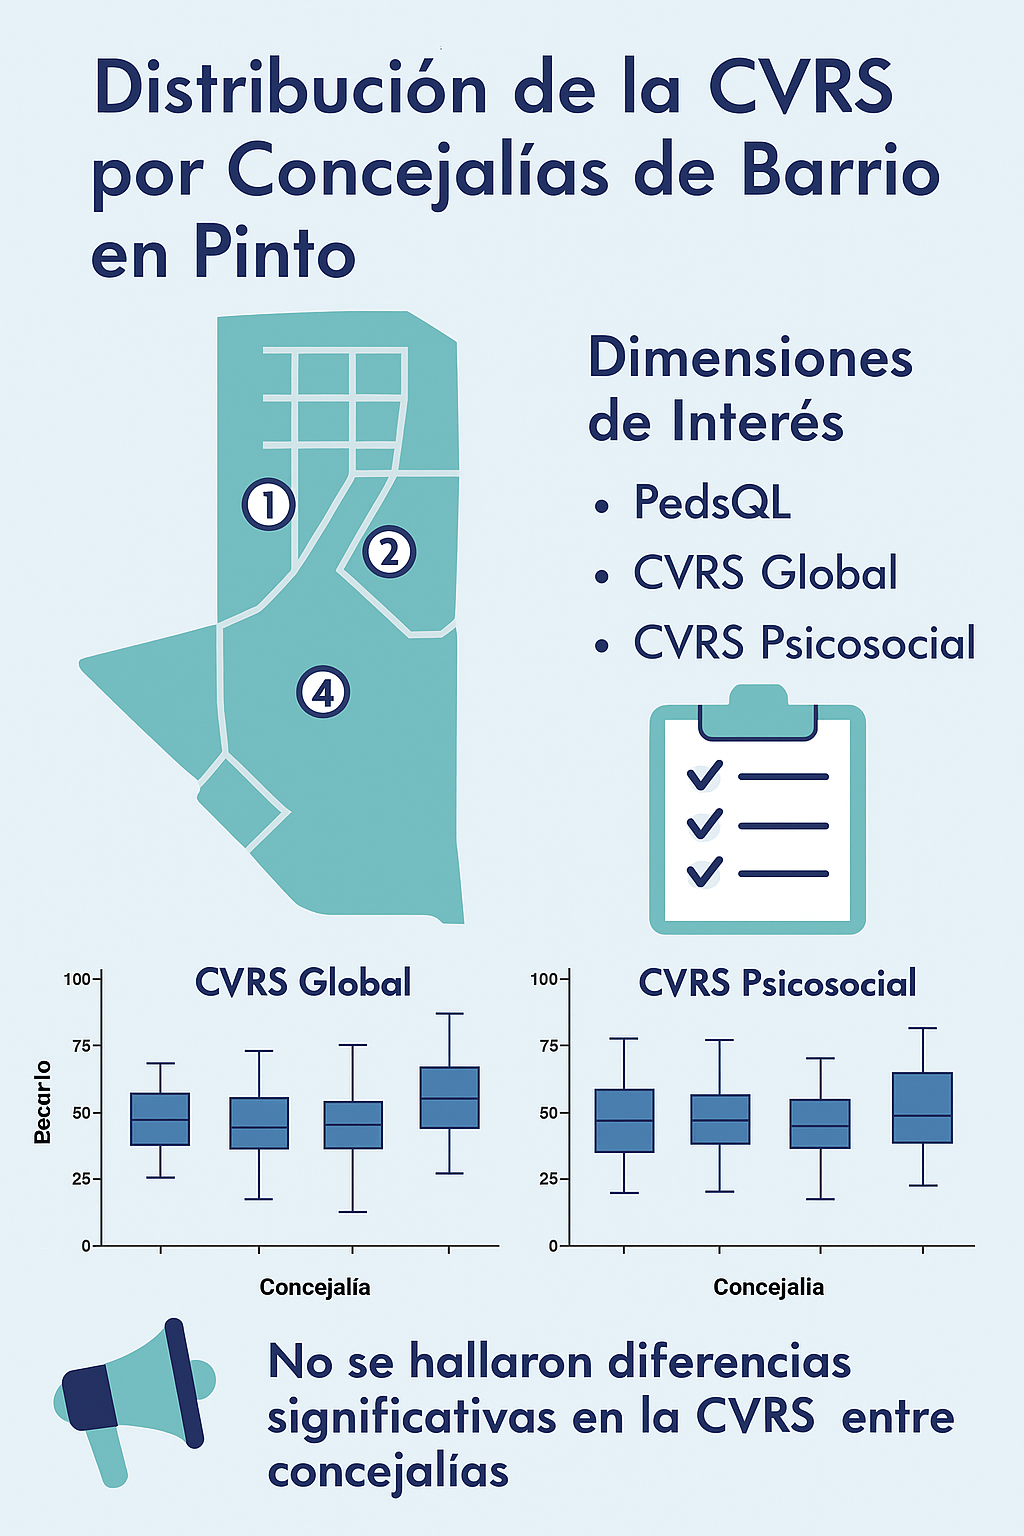 Distribución de la CVRS
por Concejalías de Barrio
en Pinto
1
2
4
Dimensiones
de Interés
• PedsQL
• CVRS Global
• CVRS Psicosocial
CVRS Global
100
75
50
25
0
Becarlo
Concejalía
CVRS Psicosocial
100
75
50
25
0
Concejalia
No se hallaron diferencias
significativas en la CVRS entre
concejalías